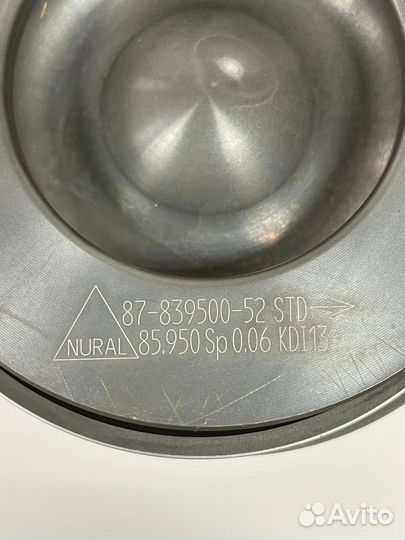 87-839500-52 STD →
NURAL 85.950 Sp 0.06 KDI13
Avito